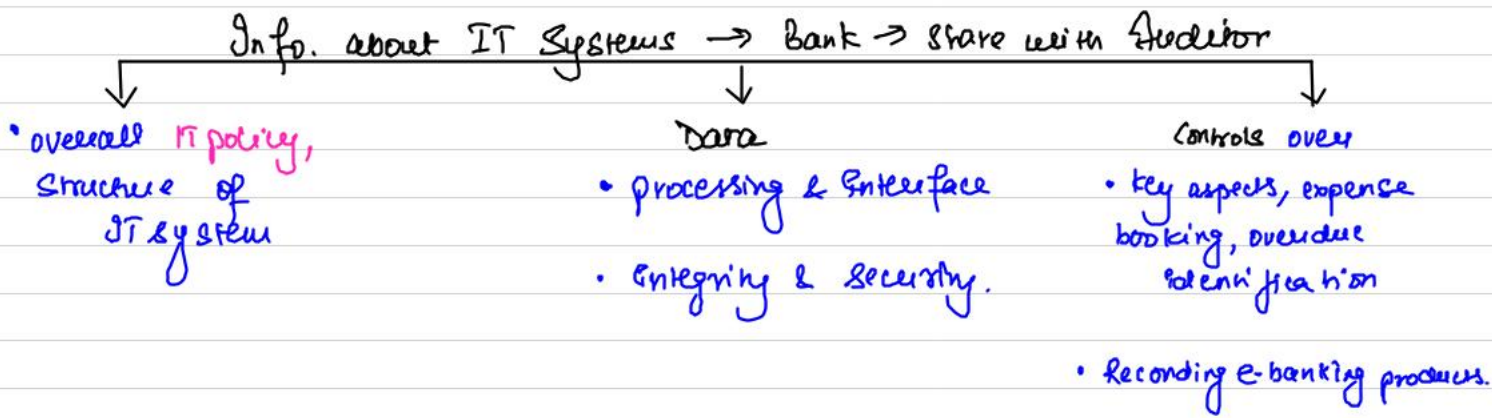 Info. about IT Systems → Bank → Share with Auditor
• overall IT policy,
Structure of
IT system
Data
• processing & Interface
• Integrity & Security.
Controls over
• key aspects, expense
booking, overdue
identification
• Recording e-banking products.